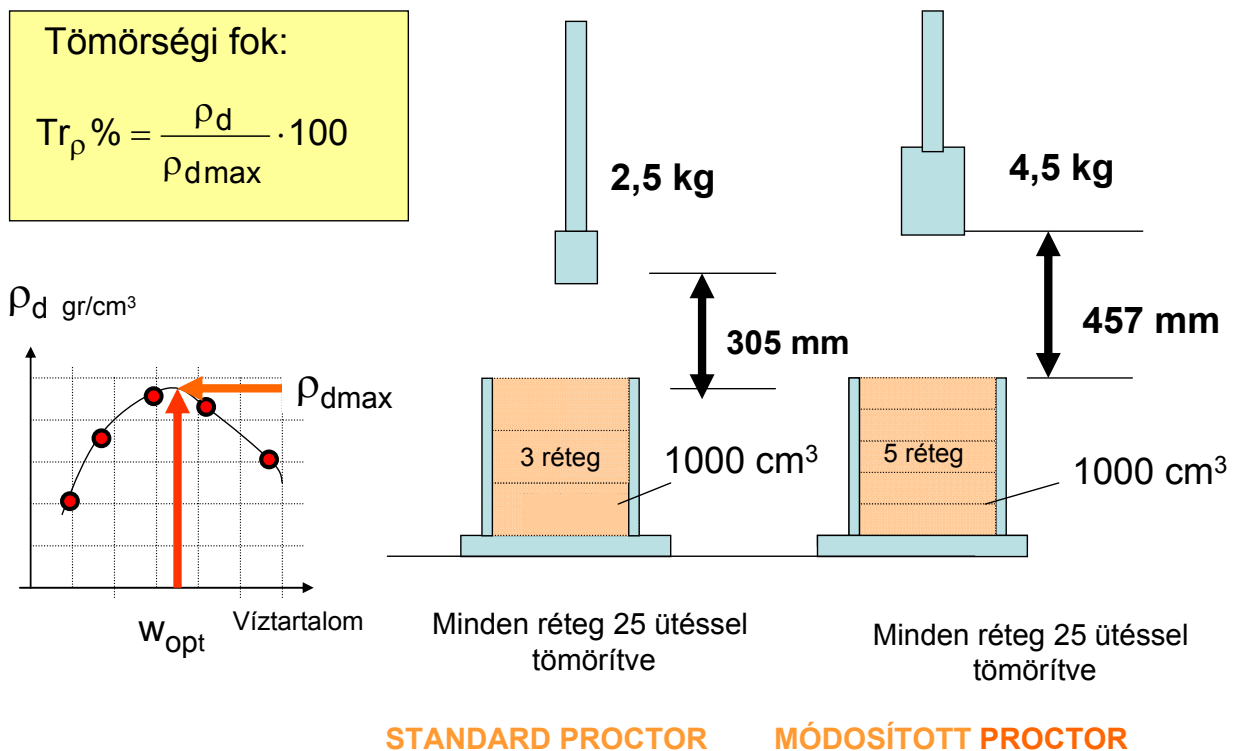 Tömörségi fok:
Trρ % = ρd / ρdmax · 100
2,5 kg
4,5 kg
305 mm
457 mm
ρd gr/cm³
ρdmax
wopt
Víztartalom
3 réteg
1000 cm³
5 réteg
1000 cm³
Minden réteg 25 ütéssel
tömörítve
Minden réteg 25 ütéssel
tömörítve
STANDARD PROCTOR
MÓDOSÍTOTT PROCTOR